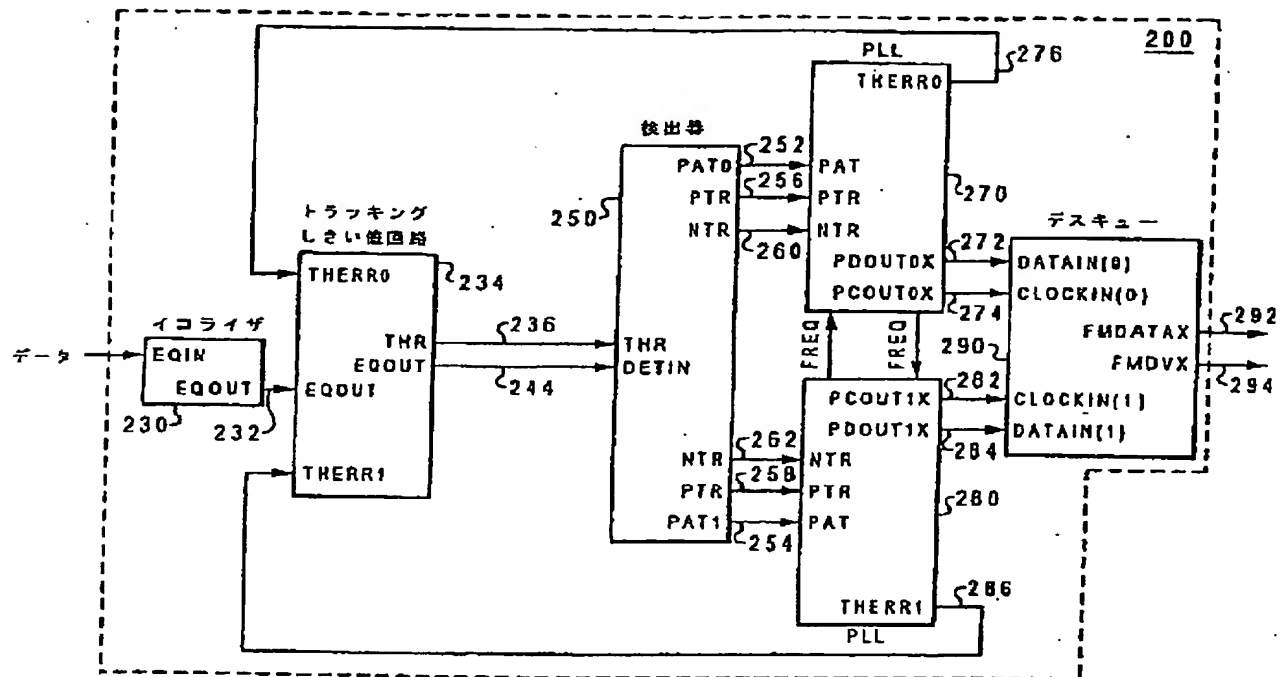 200
PLL
276
THERR0
検出器
252
PAT0
PAT
256
PTR
PTR
270
250
NTR
NTR
260
デスキュー
トラッキング
しきい値回路
THERR0
234
PDOUT0X
272
DATAIN(0)
PCOUT0X
274
CLOCKIN(0)
イコライザ
236
292
THR
THR
FREQ
FREQ
290
FMDATAX
データ
EQIN
EQOUT
DETIN
FMDVX
EQOUT
EQOUT
244
282
294
230
232
PCOUT1X
CLOCKIN(1)
PDOUT1X
DATAIN(1)
284
262
NTR
NTR
THERR1
258
PTR
PTR
280
PAT1
PAT
254
286
THERR1
PLL